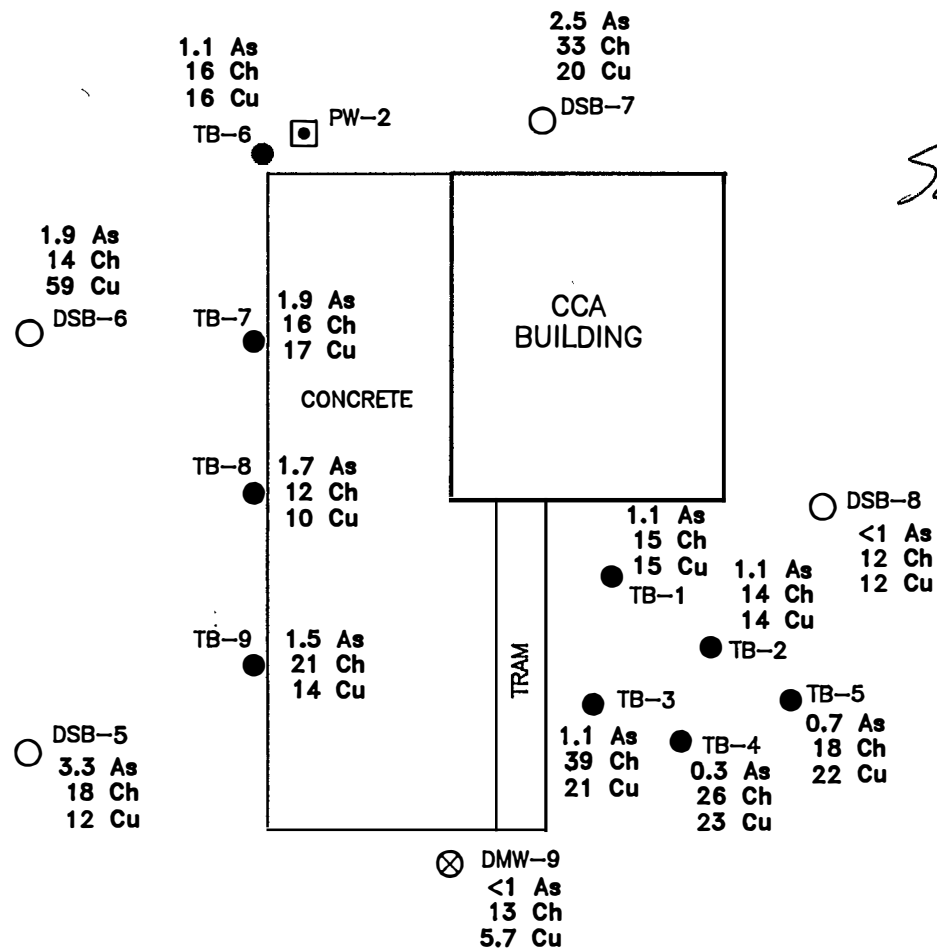 2.5 As
33 Ch
20 Cu
DSB-7
1.1 As
16 Ch
16 Cu
TB-6
PW-2
1.9 As
14 Ch
59 Cu
DSB-6
TB-7
1.9 As
16 Ch
17 Cu
CCA
BUILDING
CONCRETE
TB-8
1.7 As
12 Ch
10 Cu
DSB-8
<1 As
12 Ch
12 Cu
1.1 As
15 Ch
15 Cu
TB-1
1.1 As
14 Ch
14 Cu
TB-2
TB-9
1.5 As
21 Ch
14 Cu
TRAM
TB-3
1.1 As
39 Ch
21 Cu
TB-4
0.3 As
26 Ch
23 Cu
TB-5
0.7 As
18 Ch
22 Cu
DSB-5
3.3 As
18 Ch
12 Cu
DMW-9
<1 As
13 Ch
5.7 Cu